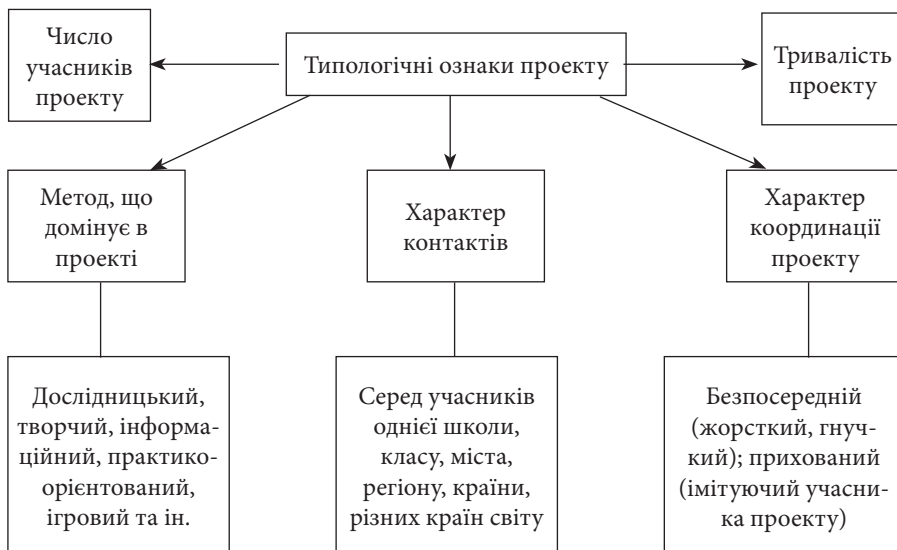 Число
учасників
проекту
Типологічні ознаки проекту
Тривалість
проекту
Метод, що
домінує в
проекті
Характер
контактів
Характер
координації
проекту
Дослідницький,
творчий, інформа-
ційний, практико-
орієнтований,
ігровий та ін.
Серед учасників
однієї школи,
класу, міста,
регіону, країни,
різних країн світу
Безпосередній
(жорсткий, гнуч-
кий); прихований
(імітуючий учасни-
ка проекту)